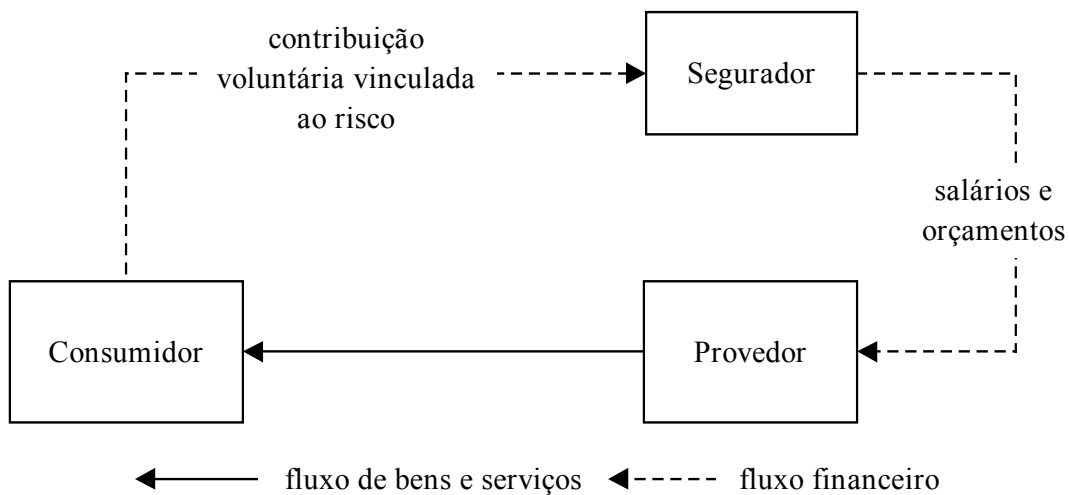 contribuição
voluntária vinculada
ao risco
Segurador
salários e
orçamentos
Consumidor
Provedor
fluxo de bens e serviços
fluxo financeiro